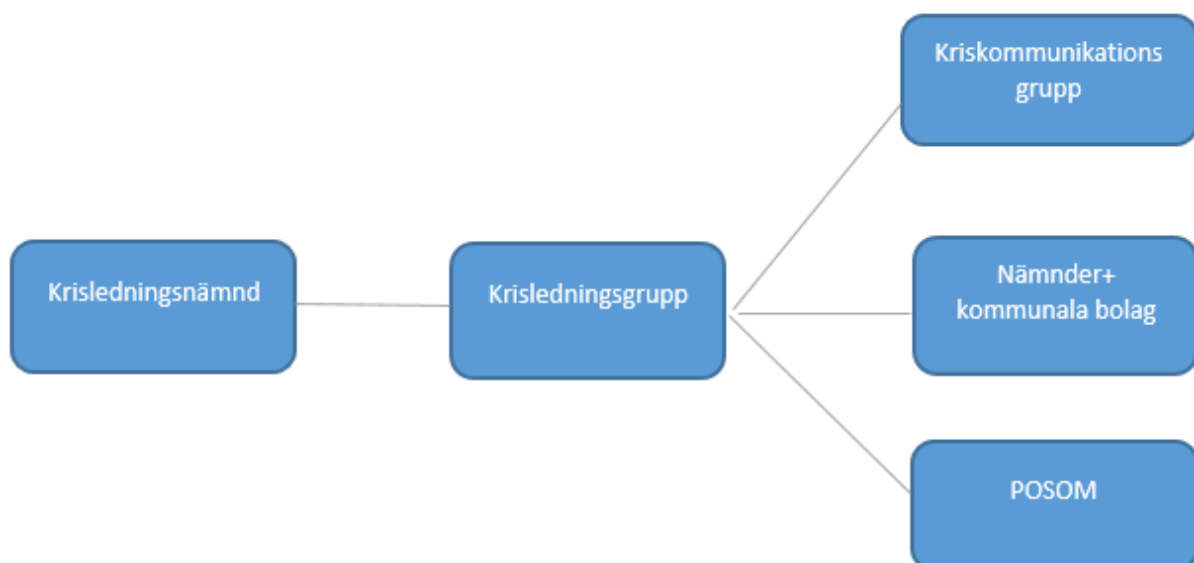 Krisledningsnämnd
Krisledningsgrupp
Kriskommunikations
grupp
Nämnder+
kommunala bolag
POSOM